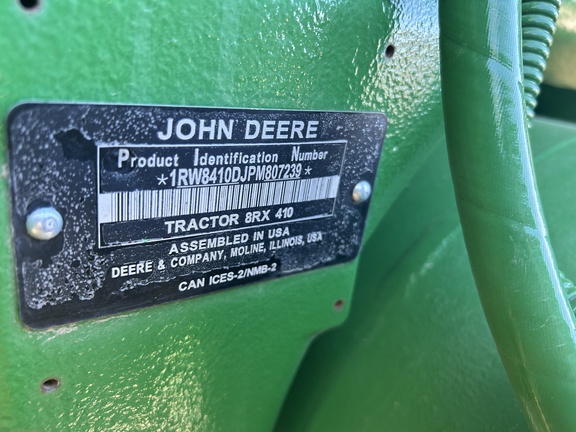 JOHN DEERE
Product Identification Number
*1RW8410DJPM807239*
TRACTOR 8RX 410
ASSEMBLED IN USA
DEERE & COMPANY, MOLINE, ILLINOIS, USA
CAN ICES-2/NMB-2